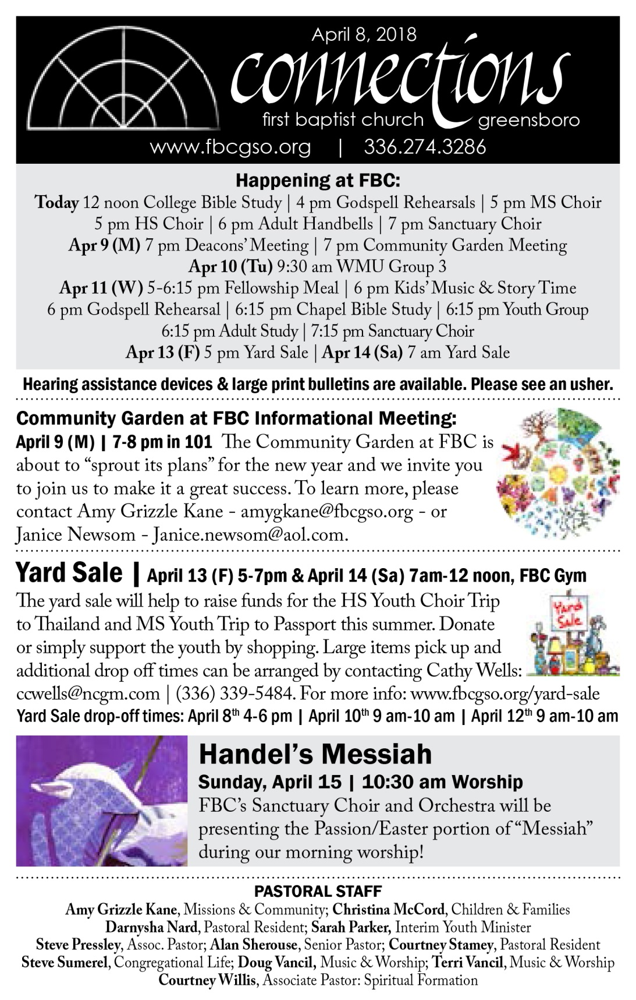 April 8, 2018
connections
first baptist church greensboro
www.fbcgso.org | 336.274.3286
Happening at FBC:
Today 12 noon College Bible Study | 4 pm Godspell Rehearsals | 5 pm MS Choir
5 pm HS Choir | 6 pm Adult Handbells | 7 pm Sanctuary Choir
Apr 9 (M) 7 pm Deacons' Meeting | 7 pm Community Garden Meeting
Apr 10 (Tu) 9:30 am WMU Group 3
Apr 11 (W) 5-6:15 pm Fellowship Meal | 6 pm Kids' Music & Story Time
6 pm Godspell Rehearsal | 6:15 pm Chapel Bible Study | 6:15 pm Youth Group
6:15 pm Adult Study | 7:15 pm Sanctuary Choir
Apr 13 (F) 5 pm Yard Sale | Apr 14 (Sa) 7 am Yard Sale
Hearing assistance devices & large print bulletins are available. Please see an usher.
Community Garden at FBC Informational Meeting:
April 9 (M) | 7-8 pm in 101 The Community Garden at FBC is
about to “sprout its plans” for the new year and we invite you
to join us to make it a great success. To learn more, please
contact Amy Grizzle Kane - amygkane@fbcgso.org - or
Janice Newsom - Janice.newsom@aol.com.
Yard Sale | April 13 (F) 5-7pm & April 14 (Sa) 7am-12 noon, FBC Gym
The yard sale will help to raise funds for the HS Youth Choir Trip
to Thailand and MS Youth Trip to Passport this summer. Donate
or simply support the youth by shopping. Large items pick up and
additional drop off times can be arranged by contacting Cathy Wells:
ccwells@ncgm.com | (336) 339-5484. For more info: www.fbcgso.org/yard-sale
Yard Sale drop-off times: April 8th 4-6 pm | April 10th 9 am-10 am | April 12th 9 am-10 am
Yard
Sale
Handel's Messiah
Sunday, April 15 | 10:30 am Worship
FBC's Sanctuary Choir and Orchestra will be
presenting the Passion/Easter portion of “Messiah”
during our morning worship!
PASTORAL STAFF
Amy Grizzle Kane, Missions & Community; Christina McCord, Children & Families
Darnysha Nard, Pastoral Resident; Sarah Parker, Interim Youth Minister
Steve Pressley, Assoc. Pastor; Alan Sherouse, Senior Pastor; Courtney Stamey, Pastoral Resident
Steve Sumerel, Congregational Life; Doug Vancil, Music & Worship; Terri Vancil, Music & Worship
Courtney Willis, Associate Pastor: Spiritual Formation